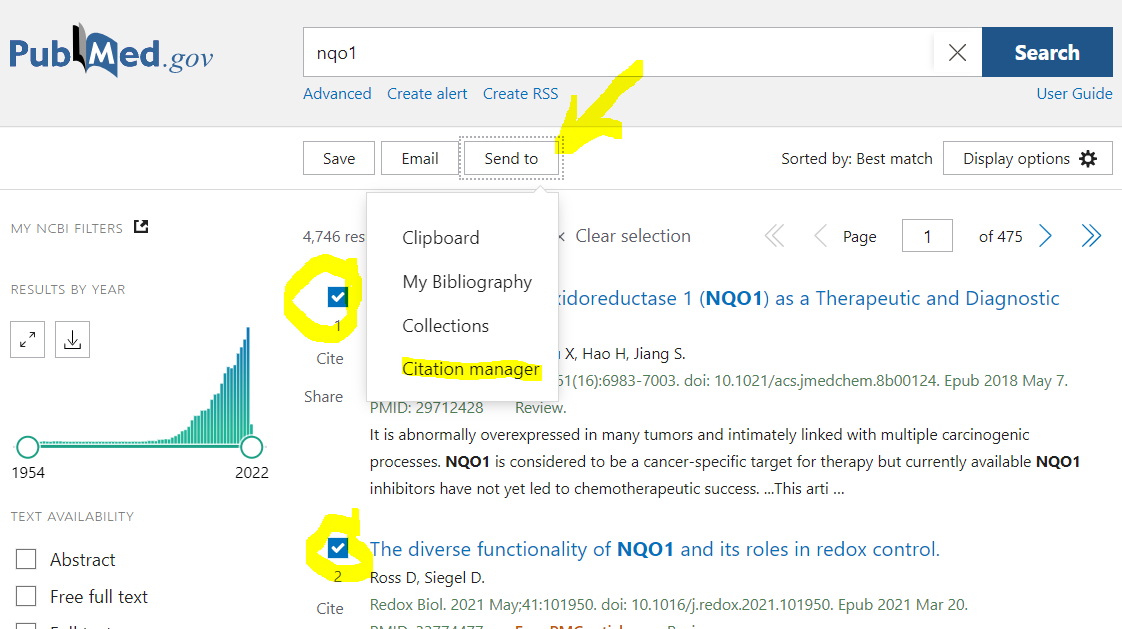 PubMed.gov
nqo1
Search
Advanced Create alert Create RSS
User Guide
Save Email Send to
Sorted by: Best match Display options
MY NCBI FILTERS
4,746 res
Clear selection
Page 1 of 475
Clipboard
My Bibliography
Collections
Citation manager
RESULTS BY YEAR
1954 2022
TEXT AVAILABILITY
Abstract
Free full text
1
Cite
Share
idoreductase 1 (NQO1) as a Therapeutic and Diagnostic
X, Hao H, Jiang S.
61(16):6983-7003. doi: 10.1021/acs.jmedchem.8b00124. Epub 2018 May 7.
PMID: 29712428 Review.
It is abnormally overexpressed in many tumors and intimately linked with multiple carcinogenic
processes. NQO1 is considered to be a cancer-specific target for therapy but currently available NQO1
inhibitors have not yet led to chemotherapeutic success. ...This arti ...
2
Cite
The diverse functionality of NQO1 and its roles in redox control.
Ross D, Siegel D.
Redox Biol. 2021 May;41:101950. doi: 10.1016/j.redox.2021.101950. Epub 2021 Mar 20.